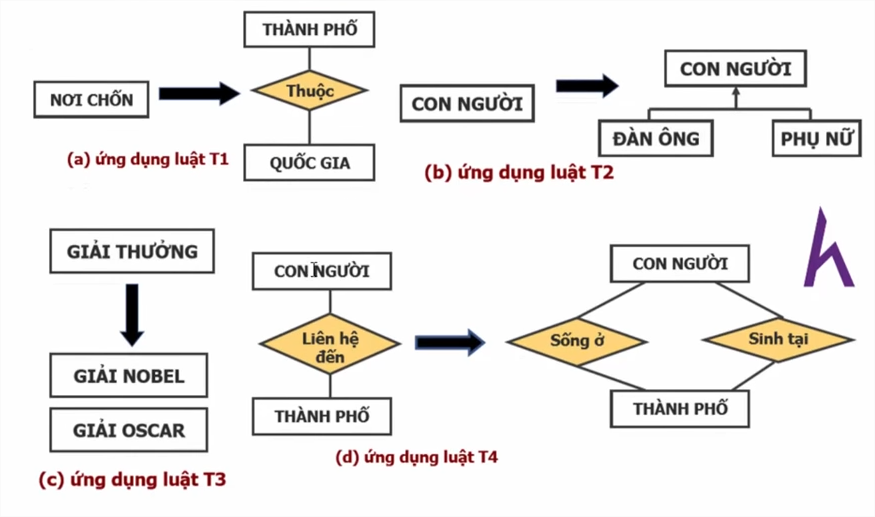 THÀNH PHỐ
NƠI CHỐN
Thuộc
QUỐC GIA
(a) ứng dụng luật T1
CON NGƯỜI
CON NGƯỜI
ĐÀN ÔNG
PHỤ NỮ
(b) ứng dụng luật T2
GIẢI THƯỞNG
GIẢI NOBEL
GIẢI OSCAR
(c) ứng dụng luật T3
CON NGƯỜI
Liên hệ
đến
THÀNH PHỐ
CON NGƯỜI
Sống ở
Sinh tại
THÀNH PHỐ
(d) ứng dụng luật T4